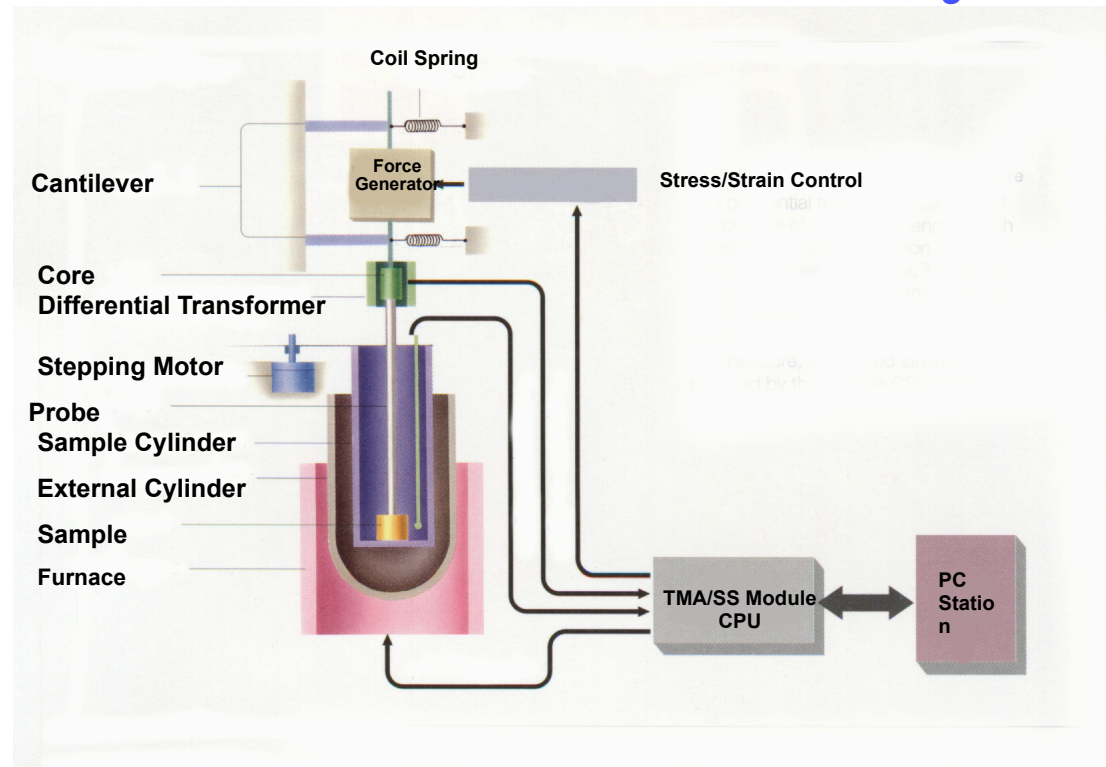 Coil Spring
Cantilever
Force
Generator
Stress/Strain Control
Core
Differential Transformer
Stepping Motor
Probe
Sample Cylinder
External Cylinder
Sample
Furnace
TMA/SS Module
CPU
PC
Statio
n